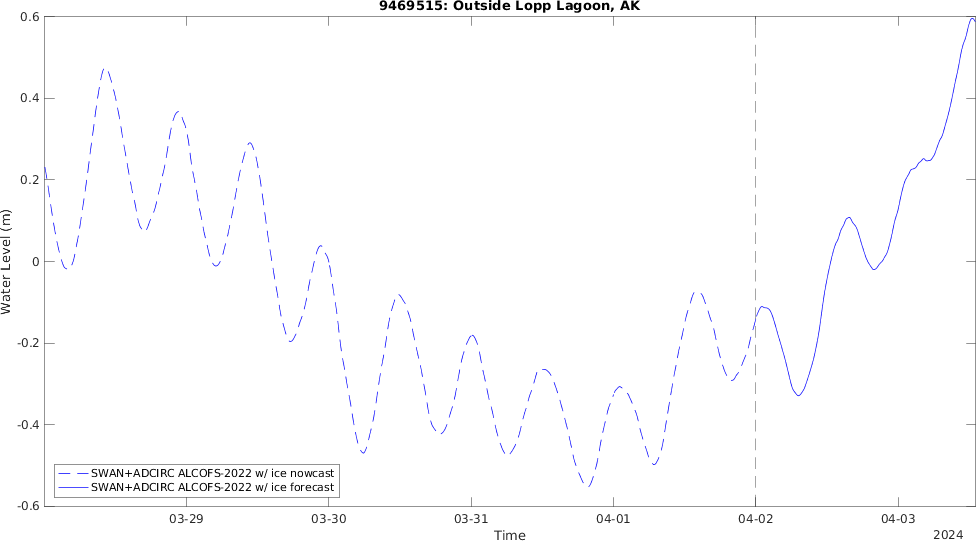 9469515: Outside Lopp Lagoon, AK
0.6
0.4
0.2
0
-0.2
-0.4
-0.6
Water Level (m)
SWAN+ADCIRC ALCOFS-2022 w/ ice nowcast
SWAN+ADCIRC ALCOFS-2022 w/ ice forecast
03-29 03-30 03-31 04-01 04-02 04-03
Time
2024